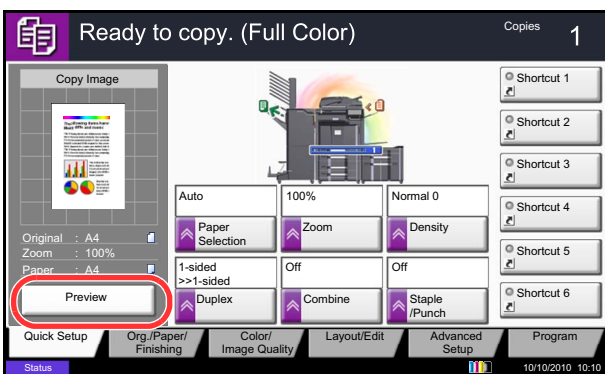 Ready to copy. (Full Color)
Copies
1
Copy Image
Original : A4
Zoom : 100%
Paper : A4
Preview
1
Auto
Paper
Selection
100%
Zoom
Normal 0
Density
1-sided
>>1-sided
Duplex
Off
Combine
Off
Staple
/Punch
Shortcut 1
Shortcut 2
Shortcut 3
Shortcut 4
Shortcut 5
Shortcut 6
Quick Setup
Org./Paper/
Finishing
Color/
Image Quality
Layout/Edit
Advanced
Setup
Program
Status
10/10/2010 10:10